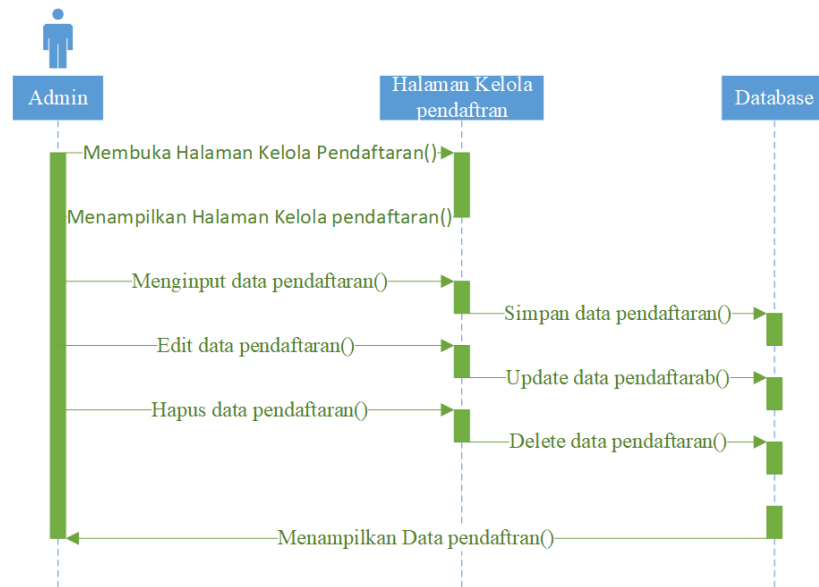 Admin
Halaman Kelola
pendaftran
Database
Membuka Halaman Kelola Pendaftaran()
Menampilkan Halaman Kelola pendaftaran()
Menginput data pendaftaran()
Simpan data pendaftaran()
Edit data pendaftaran()
Update data pendaftarab()
Hapus data pendaftaran()
Delete data pendaftaran()
Menampilkan Data pendaftran()